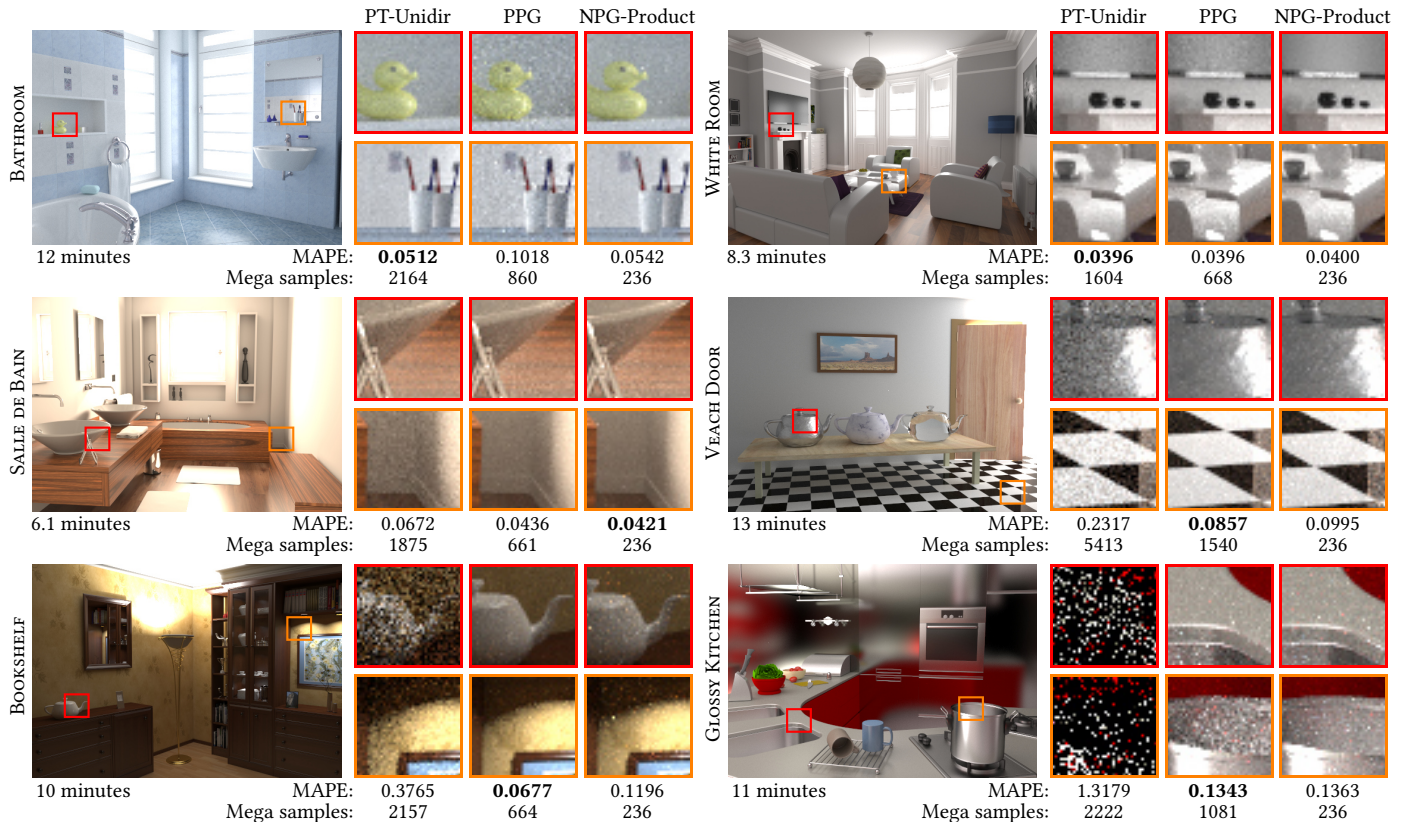 PT-Unidir PPG NPG-Product
BATHROOM
12 minutes MAPE: 0.0512 0.1018 0.0542
Mega samples: 2164 860 236
PT-Unidir PPG NPG-Product
WHITE ROOM
8.3 minutes MAPE: 0.0396 0.0396 0.0400
Mega samples: 1604 668 236
SALLE DE BAIN
6.1 minutes MAPE: 0.0672 0.0436 0.0421
Mega samples: 1875 661 236
VEACH DOOR
13 minutes MAPE: 0.2317 0.0857 0.0995
Mega samples: 5413 1540 236
BOOKSHELF
10 minutes MAPE: 0.3765 0.0677 0.1196
Mega samples: 2157 664 236
GLOSSY KITCHEN
11 minutes MAPE: 1.3179 0.1343 0.1363
Mega samples: 2222 1081 236